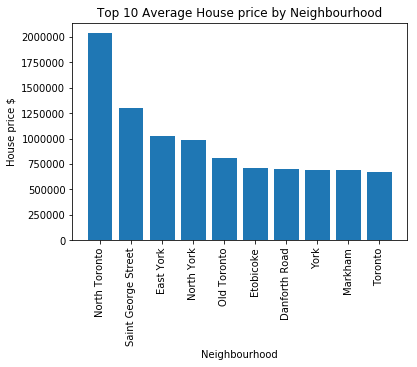 Top 10 Average House price by Neighbourhood
House price $
2000000
1750000
1500000
1250000
1000000
750000
500000
250000
0
North Toronto
Saint George Street
East York
North York
Old Toronto
Etobicoke
Danforth Road
York
Markham
Toronto
Neighbourhood